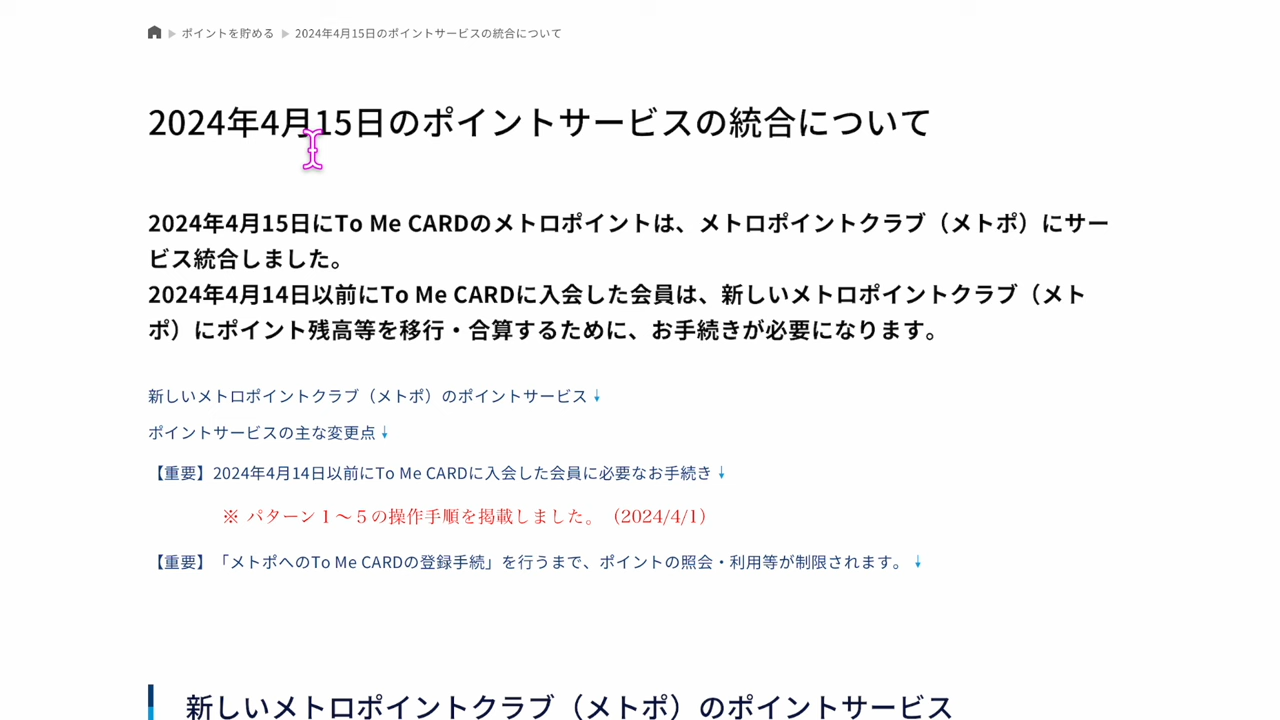 ポイントを貯める 2024年4月15日のポイントサービスの統合について
2024年4月15日のポイントサービスの統合について
2024年4月15日にTo Me CARDのメトロポイントは、メトロポイントクラブ（メトポ）にサー
ビス統合しました。
2024年4月14日以前にTo Me CARDに入会した会員は、新しいメトロポイントクラブ（メト
ポ）にポイント残高等を移行・合算するために、お手続きが必要になります。
新しいメトロポイントクラブ（メトポ）のポイントサービス↓
ポイントサービスの主な変更点↓
【重要】2024年4月14日以前にTo Me CARDに入会した会員に必要なお手続き↓
※ パターン１～５の操作手順を掲載しました。（2024/4/1）
【重要】「メトポへのTo Me CARDの登録手続」を行うまで、ポイントの照会・利用等が制限されます。↓
新しいメトロポイントクラブ（メトポ）のポイントサービス